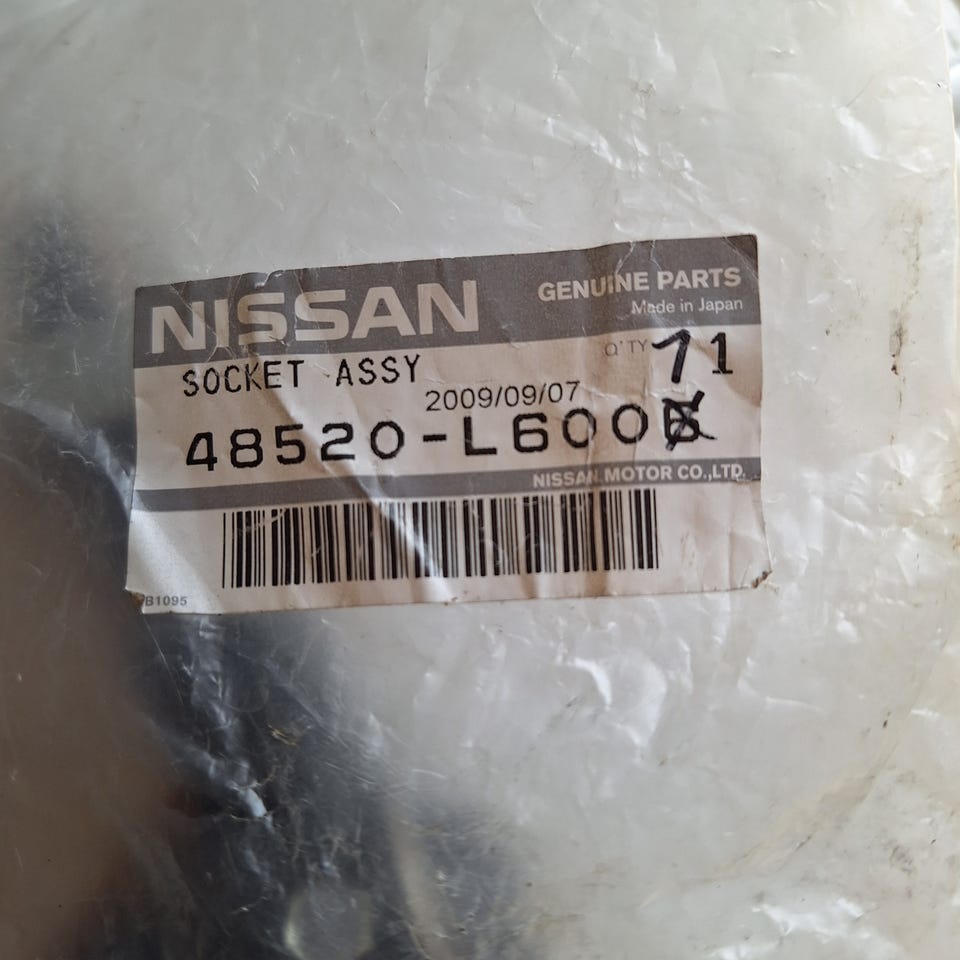 NISSAN
GENUINE PARTS
Made in Japan
Q'TY 1 1
SOCKET ASSY
2009/09/07
48520-L600
NISSAN MOTOR CO.,LTD.
B1095